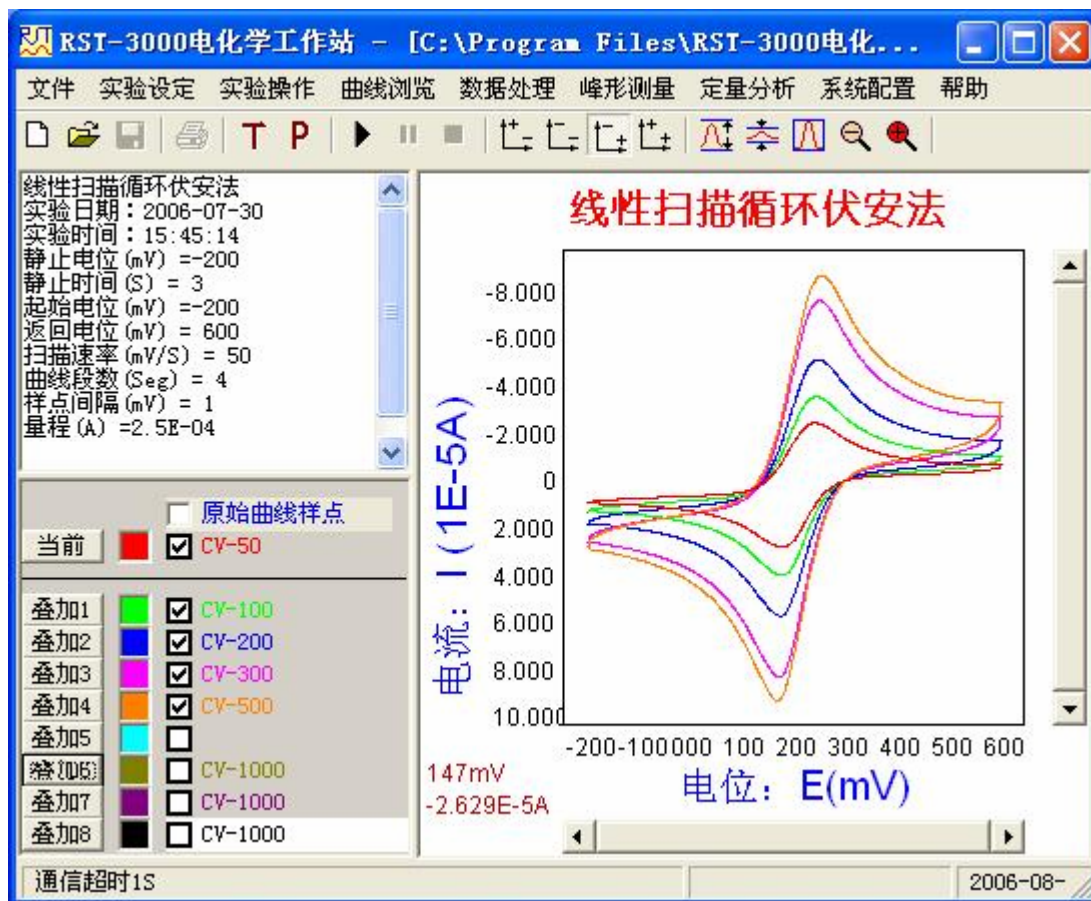 RST-3000电化学工作站 - [C:\Program Files\RST-3000电化...
文件 实验设定 实验操作 曲线浏览 数据处理 峰形测量 定量分析 系统配置 帮助
T P
线性扫描循环伏安法
实验日期：2006-07-30
实验时间：15:45:14
静止电位(mV) =-200
静止时间(S) = 3
起始电位(mV) =-200
返回电位(mV) = 600
扫描速率(mV/S) = 50
曲线段数(Seg) = 4
样点间隔(mV) = 1
量程(A) =2.5E-04
原始曲线样点
当前 CV-50
叠加1 CV-100
叠加2 CV-200
叠加3 CV-300
叠加4 CV-500
叠加5
叠加6 CV-1000
叠加7 CV-1000
叠加8 CV-1000
线性扫描循环伏安法
电流：I(1E-5A)
-8.000
-6.000
-4.000
-2.000
0
2.000
4.000
6.000
8.000
10.000
-200-100000 100 200 300 400 500 600
电位：E(mV)
147mV
-2.629E-5A
通信超时1S
2006-08-